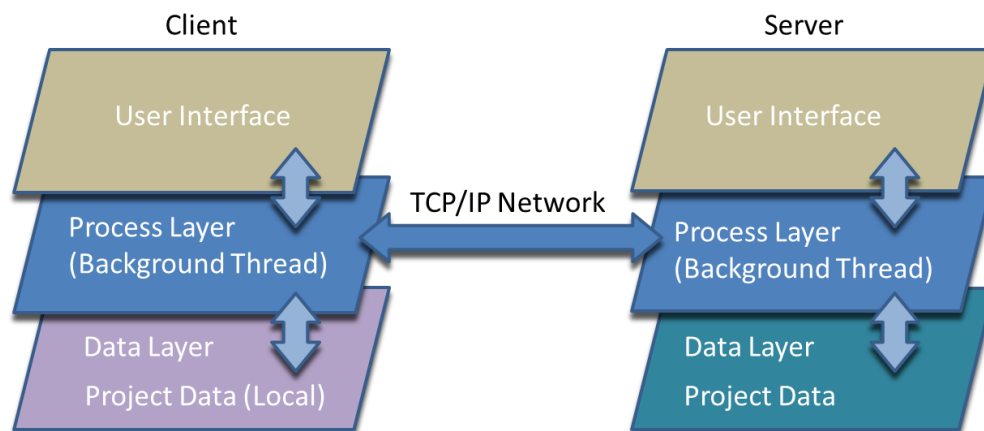 Client
User Interface
Process Layer
(Background Thread)
Data Layer
Project Data (Local)
TCP/IP Network
Server
User Interface
Process Layer
(Background Thread)
Data Layer
Project Data